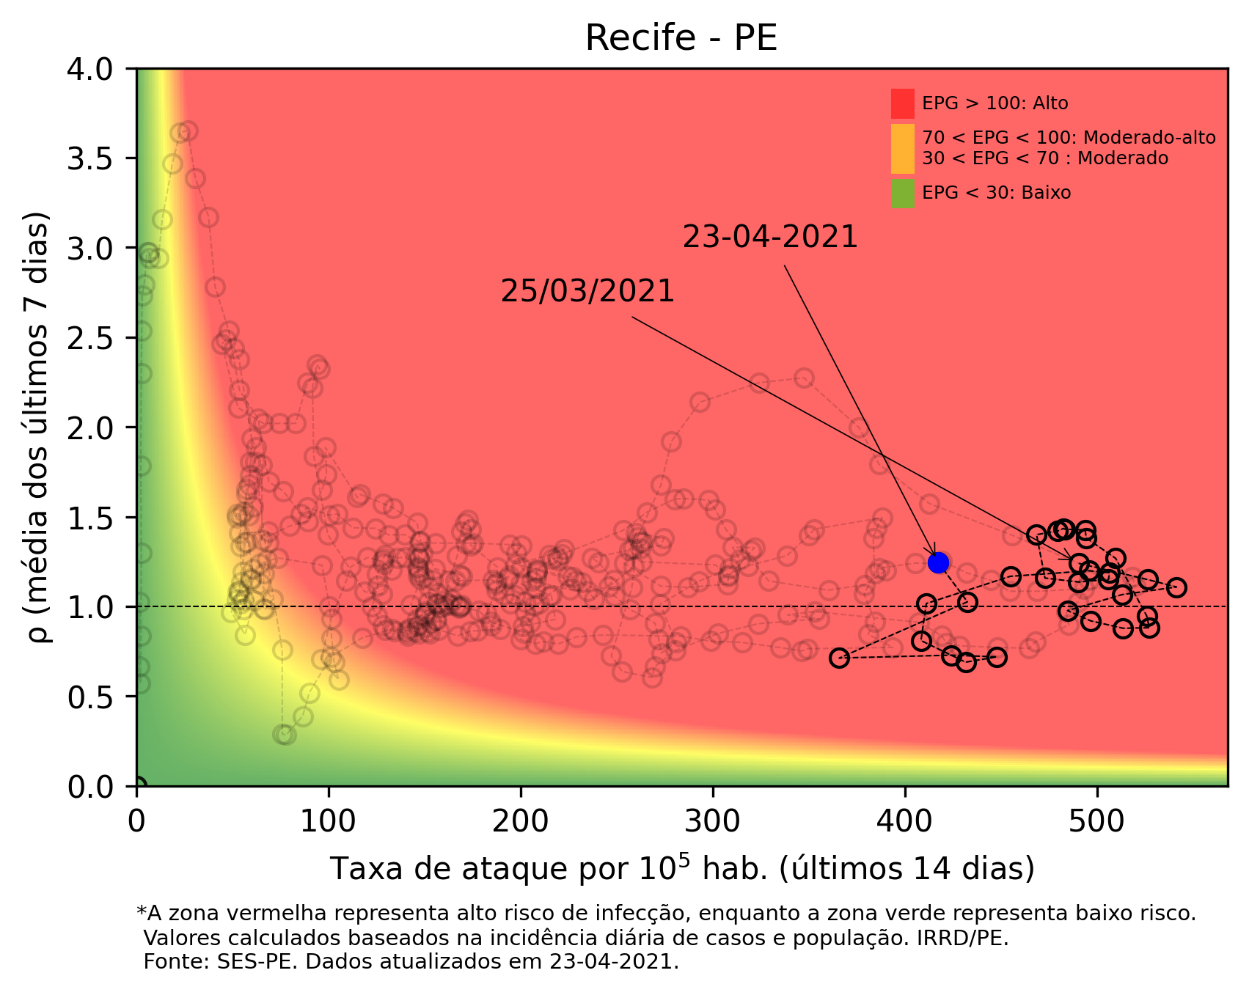 Recife - PE
4.0
3.5
3.0
2.5
2.0
1.5
1.0
0.5
0.0
ρ (média dos últimos 7 dias)
EPG > 100: Alto
70 < EPG < 100: Moderado-alto
30 < EPG < 70 : Moderado
EPG < 30: Baixo
23-04-2021
25/03/2021
0 100 200 300 400 500
Taxa de ataque por 10⁵ hab. (últimos 14 dias)
*A zona vermelha representa alto risco de infecção, enquanto a zona verde representa baixo risco.
Valores calculados baseados na incidência diária de casos e população. IRRD/PE.
Fonte: SES-PE. Dados atualizados em 23-04-2021.